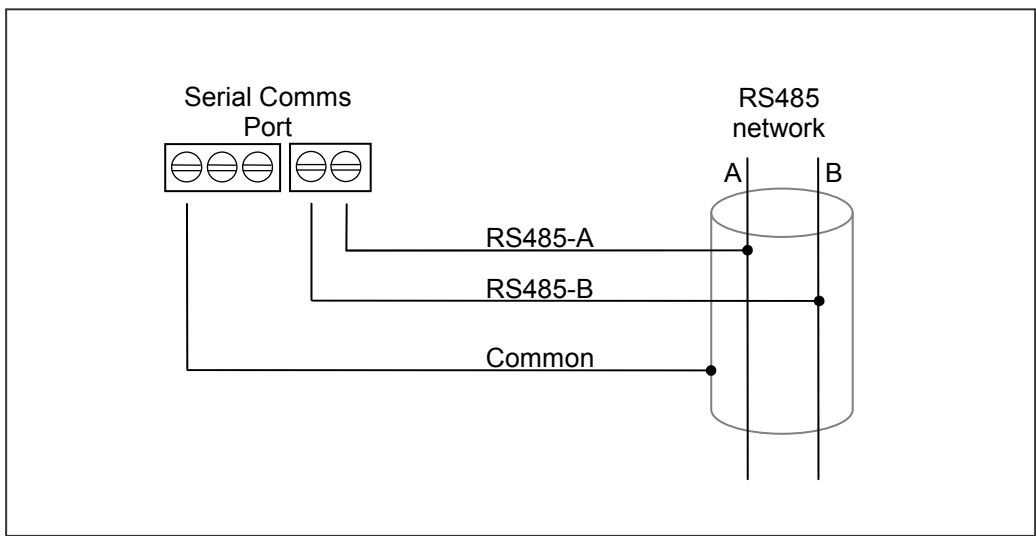 Serial Comms
Port
RS485
network
A
B
RS485-A
RS485-B
Common